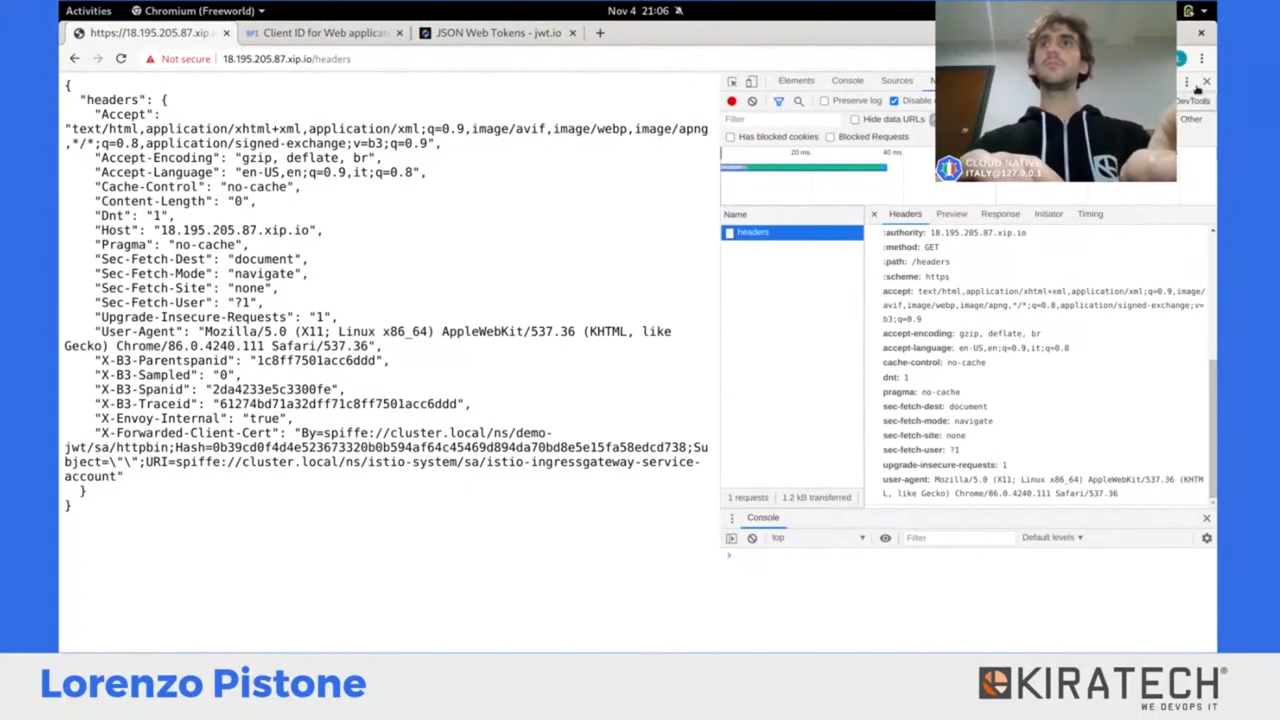 Activities
Chromium (Freeworld)
Nov 4 21:06
https://18.195.205.87.xip.i
Client ID for Web applicat
JSON Web Tokens - jwt.io
Not secure
18.195.205.87.xip.io/headers
{
"headers": {
"Accept":
"text/html,application/xhtml+xml,application/xml;q=0.9,image/avif,image/webp,image/apng
,*/*;q=0.8,application/signed-exchange;v=b3;q=0.9",
"Accept-Encoding": "gzip, deflate, br",
"Accept-Language": "en-US,en;q=0.9,it;q=0.8",
"Cache-Control": "no-cache",
"Content-Length": "0",
"Dnt": "1",
"Host": "18.195.205.87.xip.io",
"Pragma": "no-cache",
"Sec-Fetch-Dest": "document",
"Sec-Fetch-Mode": "navigate",
"Sec-Fetch-Site": "none",
"Sec-Fetch-User": "?1",
"Upgrade-Insecure-Requests": "1",
"User-Agent": "Mozilla/5.0 (X11; Linux x86_64) AppleWebKit/537.36 (KHTML, like
Gecko) Chrome/86.0.4240.111 Safari/537.36",
"X-B3-Parentspanid": "1c8ff7501acc6ddd",
"X-B3-Sampled": "0",
"X-B3-Spanid": "2da4233e5c3300fe",
"X-B3-Traceid": "61274bd71a32dff71c8ff7501acc6ddd",
"X-Envoy-Internal": "true",
"X-Forwarded-Client-Cert": "By=spiffe://cluster.local/ns/demo-
jwt/sa/httpbin;Hash=0b39cd0f4d4e523673320b0b594af64c45469d894da70bd8e5e15fa58edcd738;Su
bject=\"\";URI=spiffe://cluster.local/ns/istio-system/sa/istio-ingressgateway-service-
account"
}
}
Elements
Console
Sources
DevTools
Preserve log
Disable
Filter
Hide data URLs
Other
Has blocked cookies
Blocked Requests
20 ms
40 ms
CLOUD NATIVE
ITALY@127.0.0.1
Name
Headers
Preview
Response
Initiator
Timing
headers
:authority: 18.195.205.87.xip.io
:method: GET
:path: /headers
:scheme: https
accept: text/html,application/xhtml+xml,application/xml;q=0.9,image/
avif,image/webp,image/apng,*/*;q=0.8,application/signed-exchange;v=
b3;q=0.9
accept-encoding: gzip, deflate, br
accept-language: en-US,en;q=0.9,it;q=0.8
cache-control: no-cache
dnt: 1
pragma: no-cache
sec-fetch-dest: document
sec-fetch-mode: navigate
sec-fetch-site: none
sec-fetch-user: ?1
upgrade-insecure-requests: 1
user-agent: Mozilla/5.0 (X11; Linux x86_64) AppleWebKit/537.36 (KHTM
L, like Gecko) Chrome/86.0.4240.111 Safari/537.36
1 requests
1.2 kB transferred
Console
top
Filter
Default levels
Lorenzo Pistone
KIRATECH®
WE DEVOPS IT